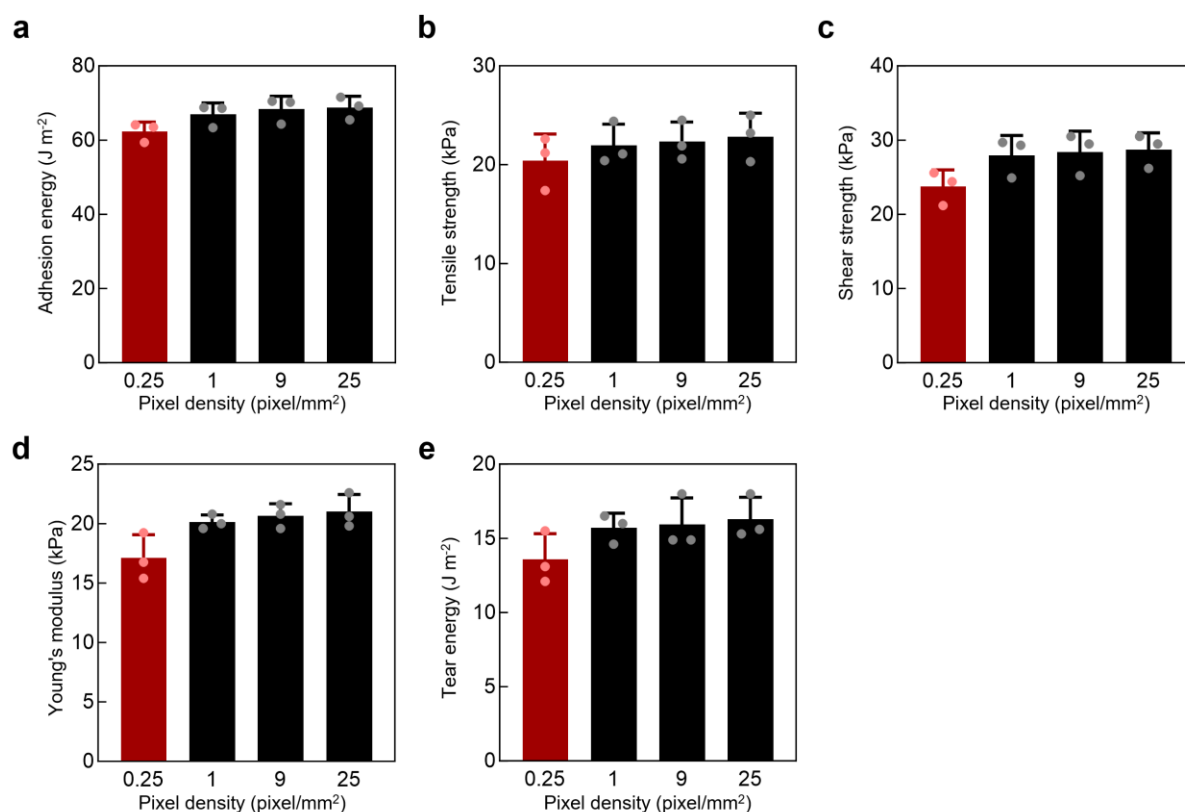 a
Adhesion energy (J m⁻²)
80
60
40
20
0
0.25 1 9 25
Pixel density (pixel/mm²)
b
Tensile strength (kPa)
30
20
10
0
0.25 1 9 25
Pixel density (pixel/mm²)
c
Shear strength (kPa)
40
30
20
10
0
0.25 1 9 25
Pixel density (pixel/mm²)
d
Young's modulus (kPa)
25
20
15
10
5
0
0.25 1 9 25
Pixel density (pixel/mm²)
e
Tear energy (J m⁻²)
20
15
10
5
0
0.25 1 9 25
Pixel density (pixel/mm²)